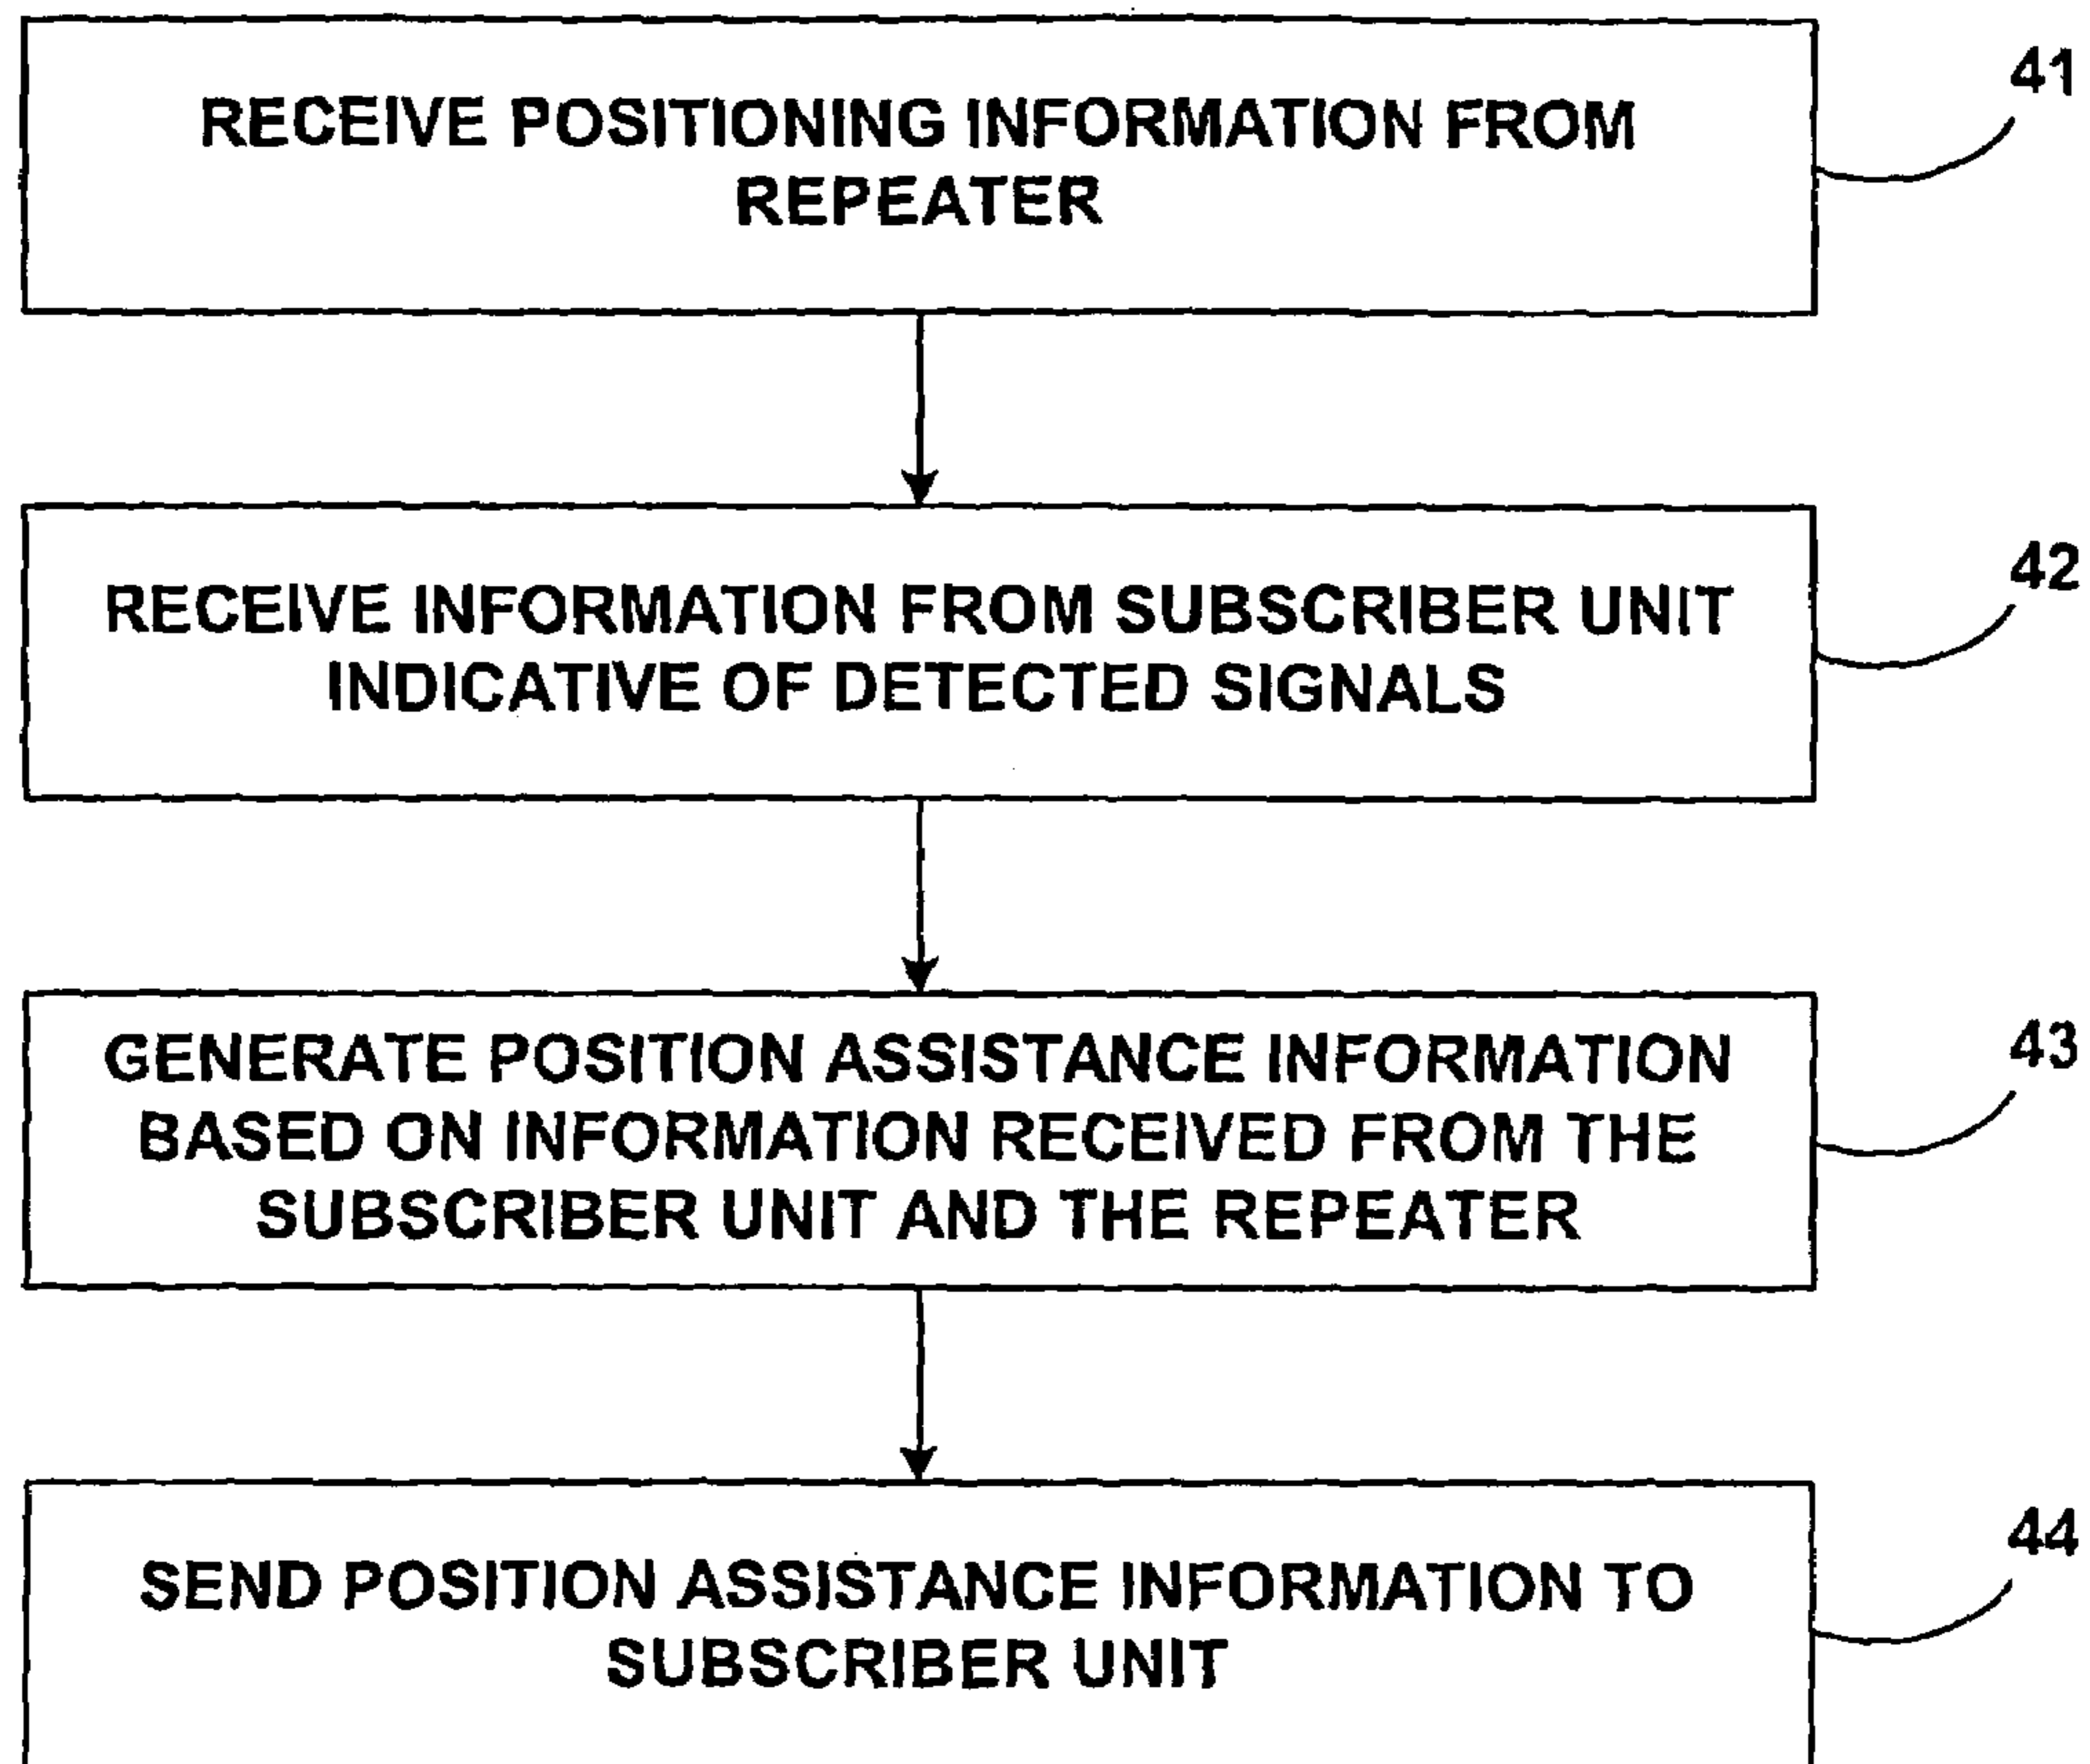 RECEIVE POSITIONING INFORMATION FROM
REPEATER
41
RECEIVE INFORMATION FROM SUBSCRIBER UNIT
INDICATIVE OF DETECTED SIGNALS
42
GENERATE POSITION ASSISTANCE INFORMATION
BASED ON INFORMATION RECEIVED FROM THE
SUBSCRIBER UNIT AND THE REPEATER
43
SEND POSITION ASSISTANCE INFORMATION TO
SUBSCRIBER UNIT
44